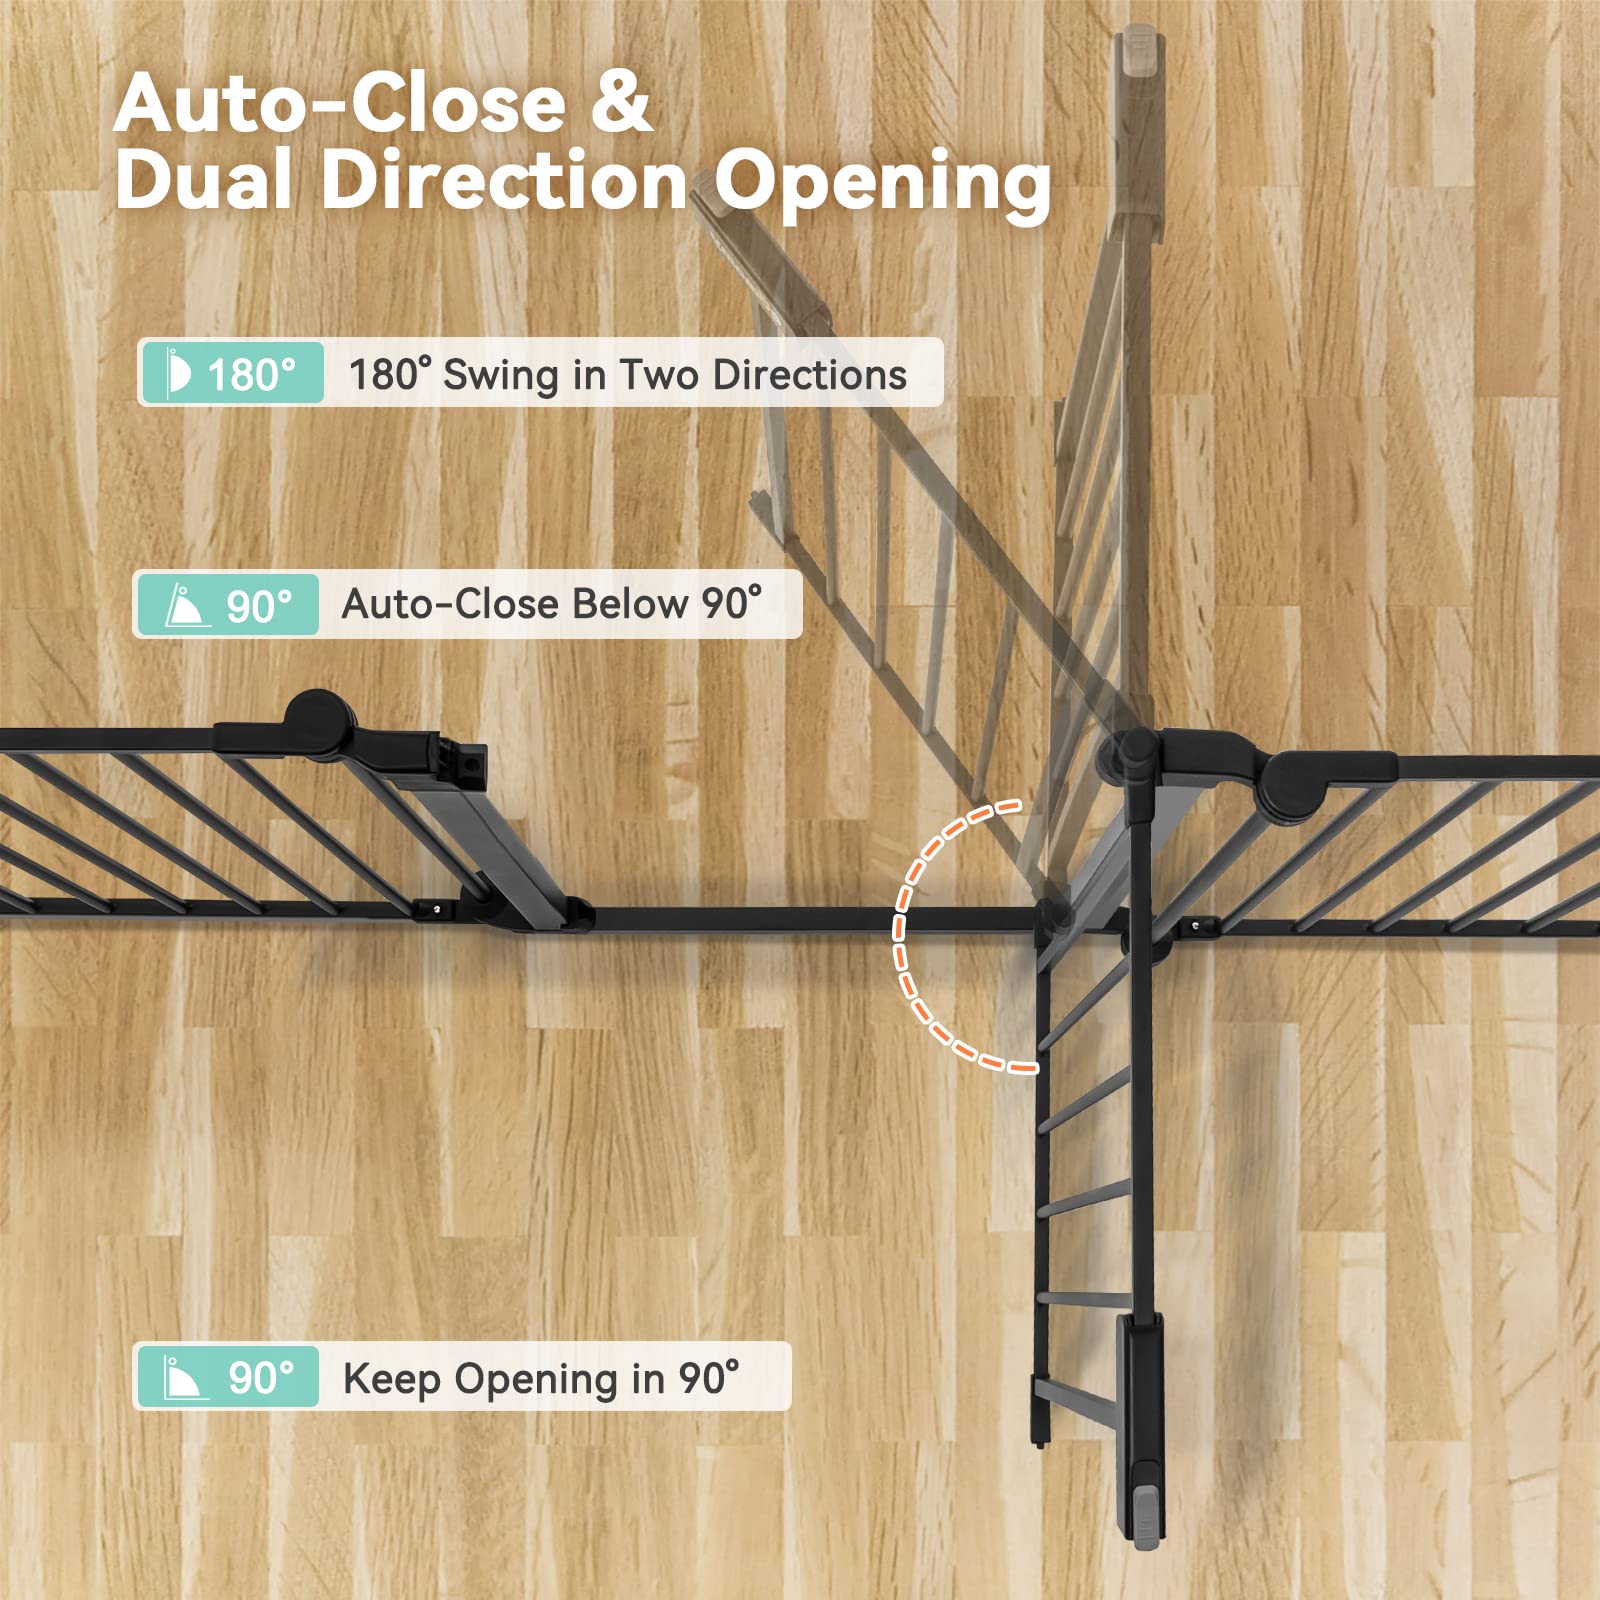 Auto-Close &
Dual Direction Opening
180° 180° Swing in Two Directions
90° Auto-Close Below 90°
90° Keep Opening in 90°